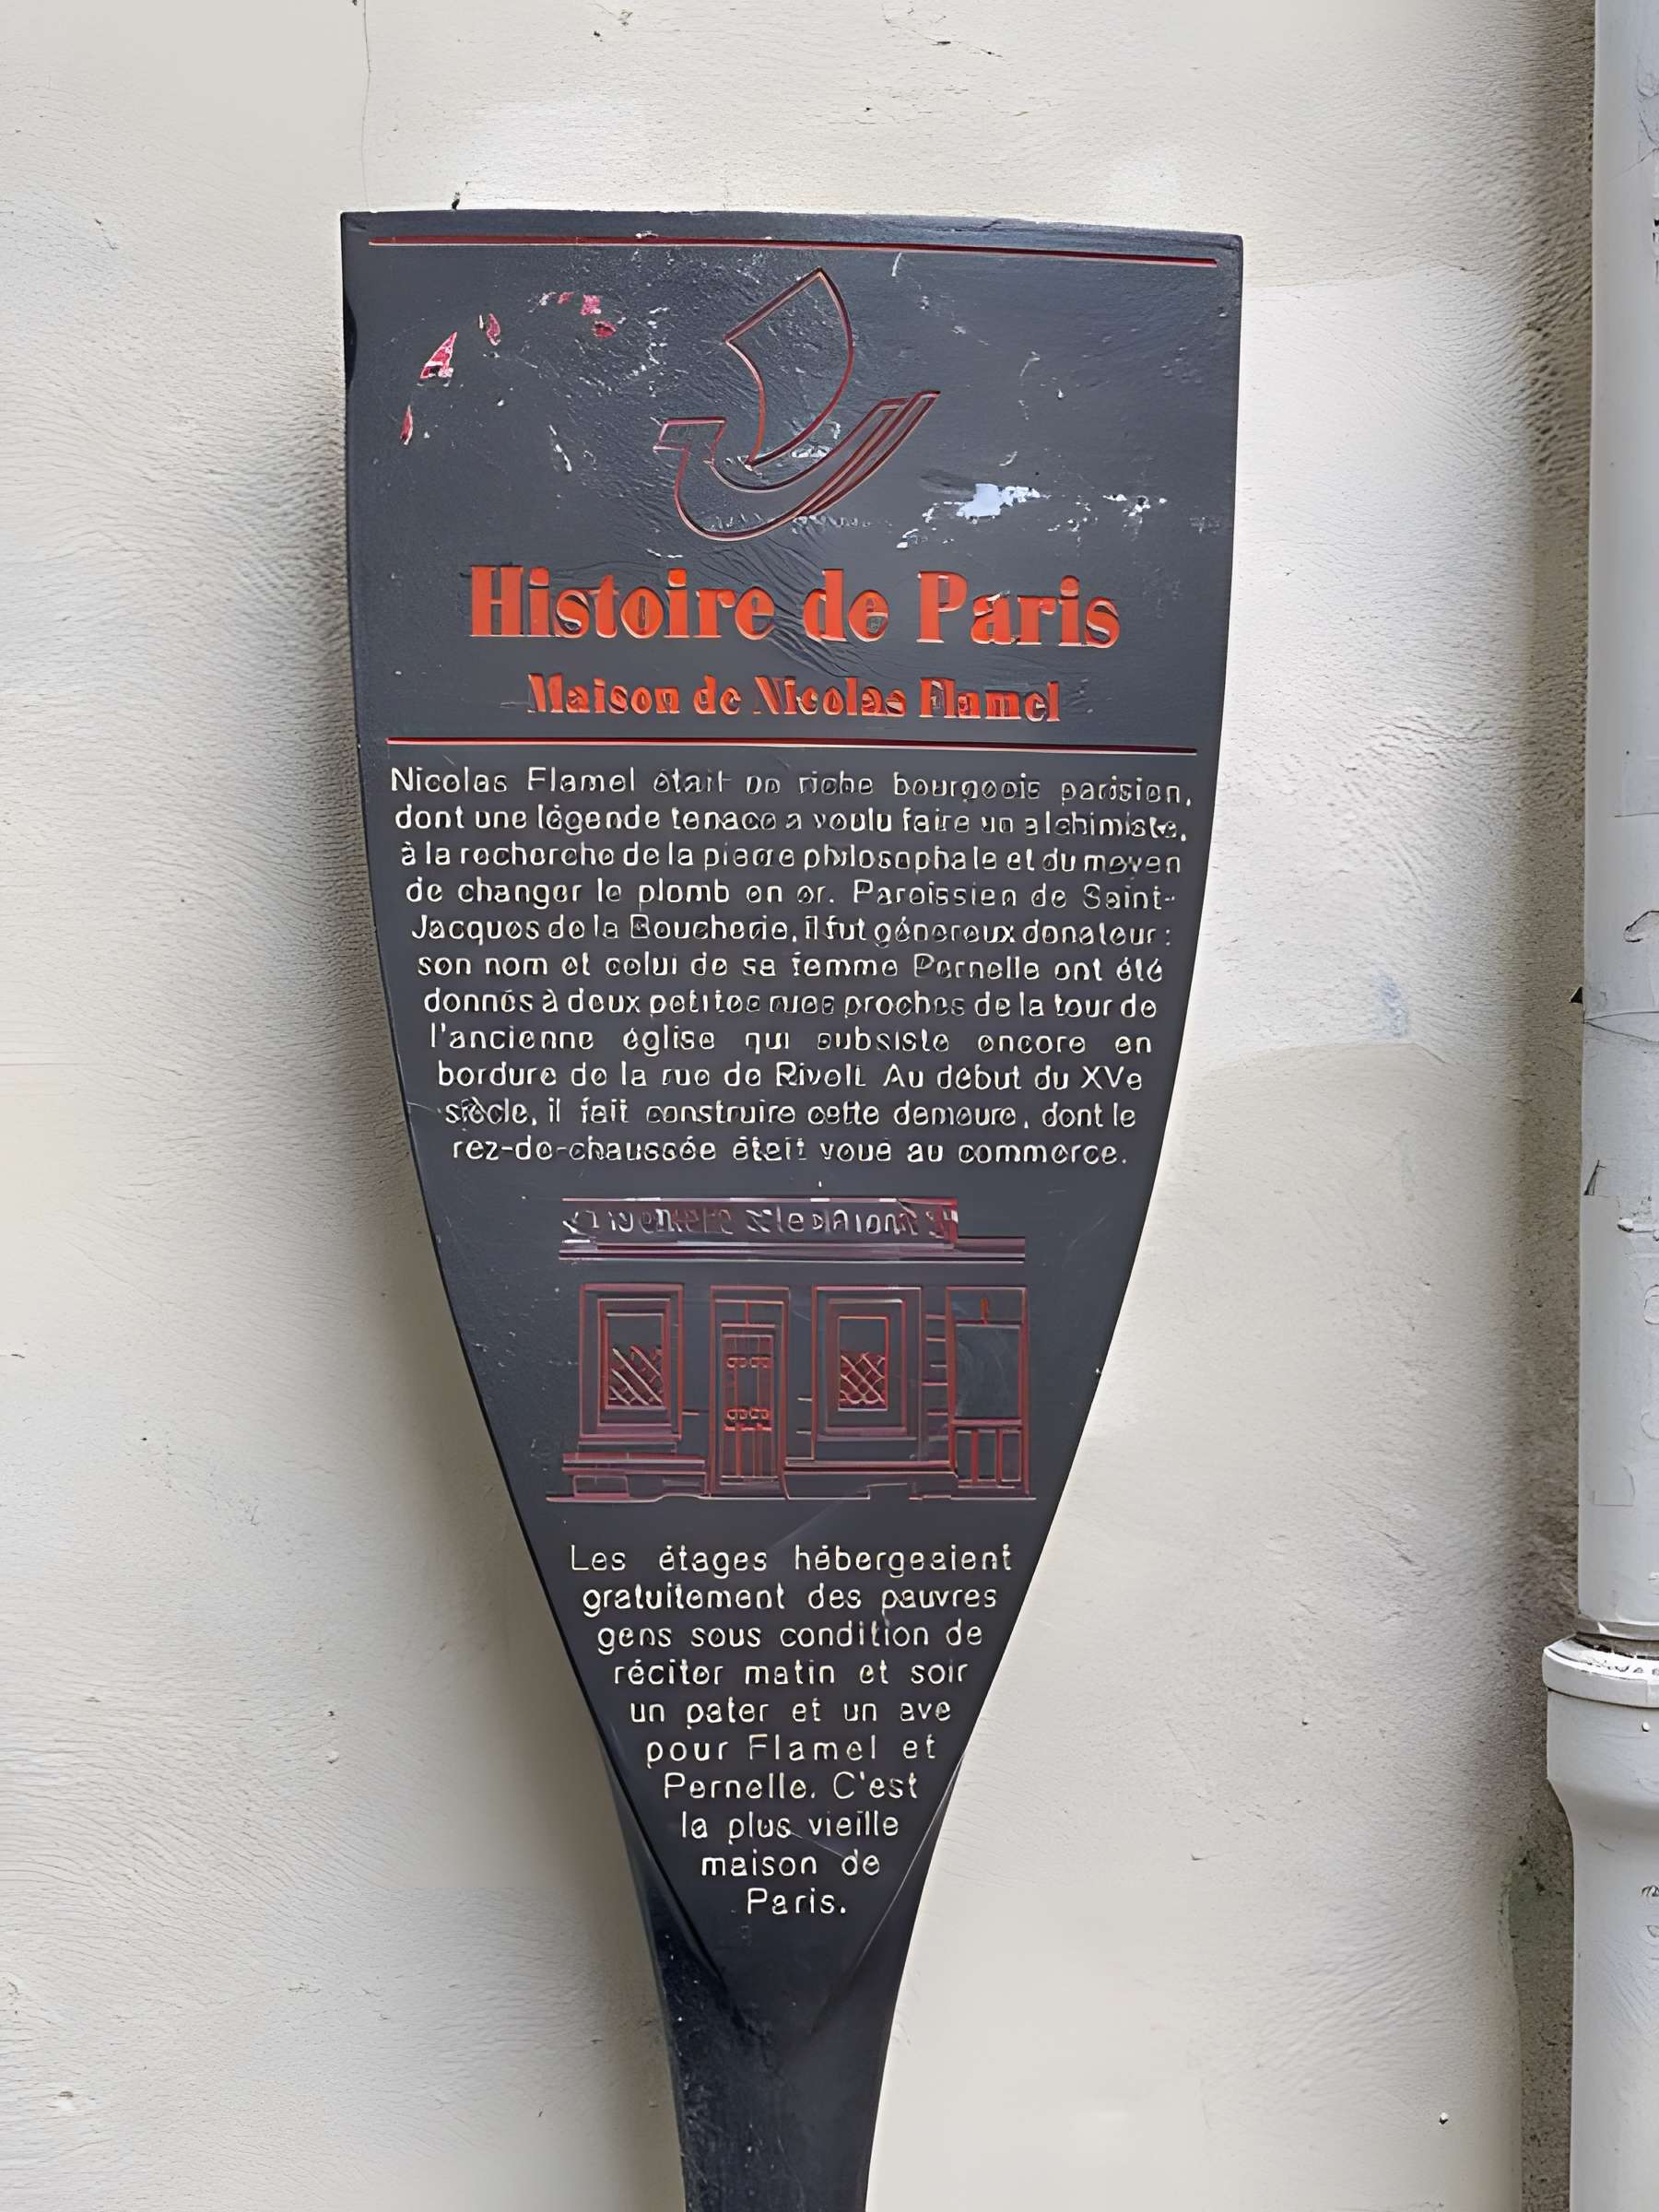 Histoire de Paris
Maison de Nicolas Flamel
Nicolas Flamel était un riche bourgeois parisien,
dont une légende tenace a voulu faire un alchimiste,
à la recherche de la pierre philosophale et du moyen
de changer le plomb en or. Paroissien de Saint-
Jacques de la Boucherie, il fut généreux donateur :
son nom et celui de sa femme Pernelle ont été
donnés à deux petites rues proches de la tour de
l'ancienne église qui subsiste encore en
bordure de la rue de Rivoli. Au début du XVe
siècle, il fait construire cette demeure, dont le
rez-de-chaussée était voué au commerce.
Les étages hébergeaient
gratuitement des pauvres
gens sous condition de
réciter matin et soir
un pater et un ave
pour Flamel et
Pernelle. C'est
la plus vieille
maison de
Paris.